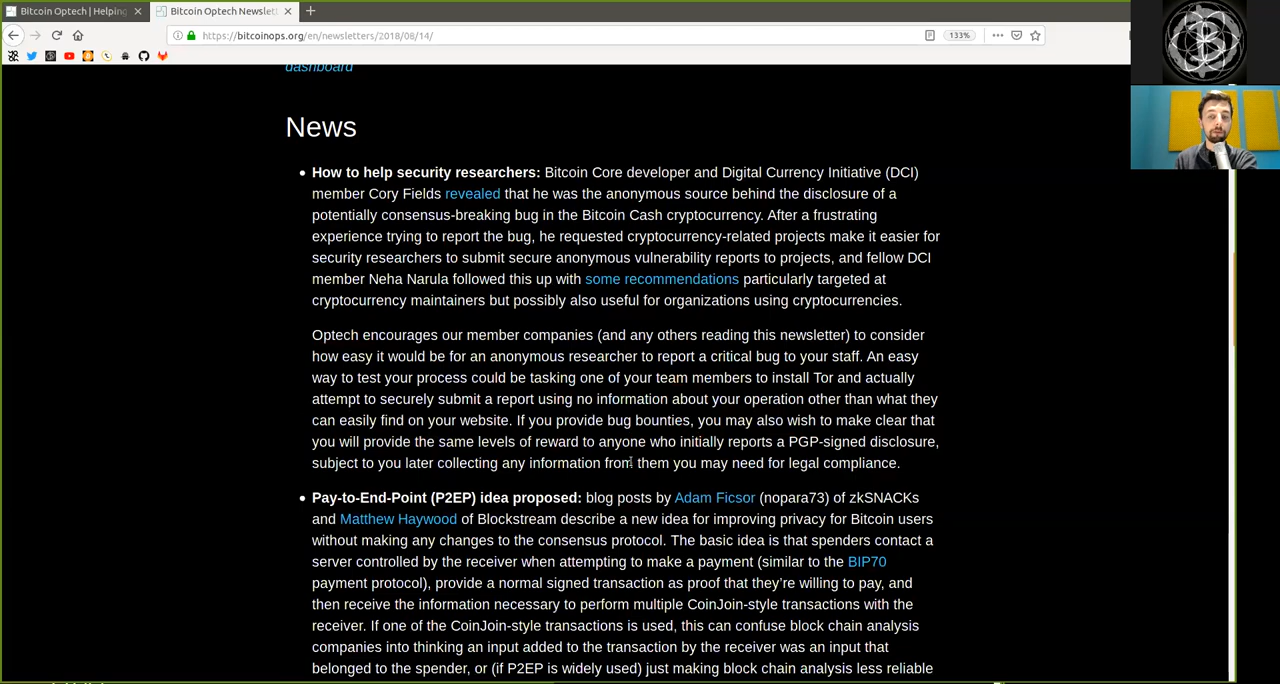 Bitcoin Optech | Helping
Bitcoin Optech Newslett
https://bitcoinops.org/en/newsletters/2018/08/14/
133%
dashboard
News
How to help security researchers: Bitcoin Core developer and Digital Currency Initiative (DCI)
member Cory Fields revealed that he was the anonymous source behind the disclosure of a
potentially consensus-breaking bug in the Bitcoin Cash cryptocurrency. After a frustrating
experience trying to report the bug, he requested cryptocurrency-related projects make it easier for
security researchers to submit secure anonymous vulnerability reports to projects, and fellow DCI
member Neha Narula followed this up with some recommendations particularly targeted at
cryptocurrency maintainers but possibly also useful for organizations using cryptocurrencies.
Optech encourages our member companies (and any others reading this newsletter) to consider
how easy it would be for an anonymous researcher to report a critical bug to your staff. An easy
way to test your process could be tasking one of your team members to install Tor and actually
attempt to securely submit a report using no information about your operation other than what they
can easily find on your website. If you provide bug bounties, you may also wish to make clear that
you will provide the same levels of reward to anyone who initially reports a PGP-signed disclosure,
subject to you later collecting any information from them you may need for legal compliance.
Pay-to-End-Point (P2EP) idea proposed: blog posts by Adam Ficsor (nopara73) of zkSNACKs
and Matthew Haywood of Blockstream describe a new idea for improving privacy for Bitcoin users
without making any changes to the consensus protocol. The basic idea is that spenders contact a
server controlled by the receiver when attempting to make a payment (similar to the BIP70
payment protocol), provide a normal signed transaction as proof that they're willing to pay, and
then receive the information necessary to perform multiple CoinJoin-style transactions with the
receiver. If one of the CoinJoin-style transactions is used, this can confuse block chain analysis
companies into thinking an input added to the transaction by the receiver was an input that
belonged to the spender, or (if P2EP is widely used) just making block chain analysis less reliable